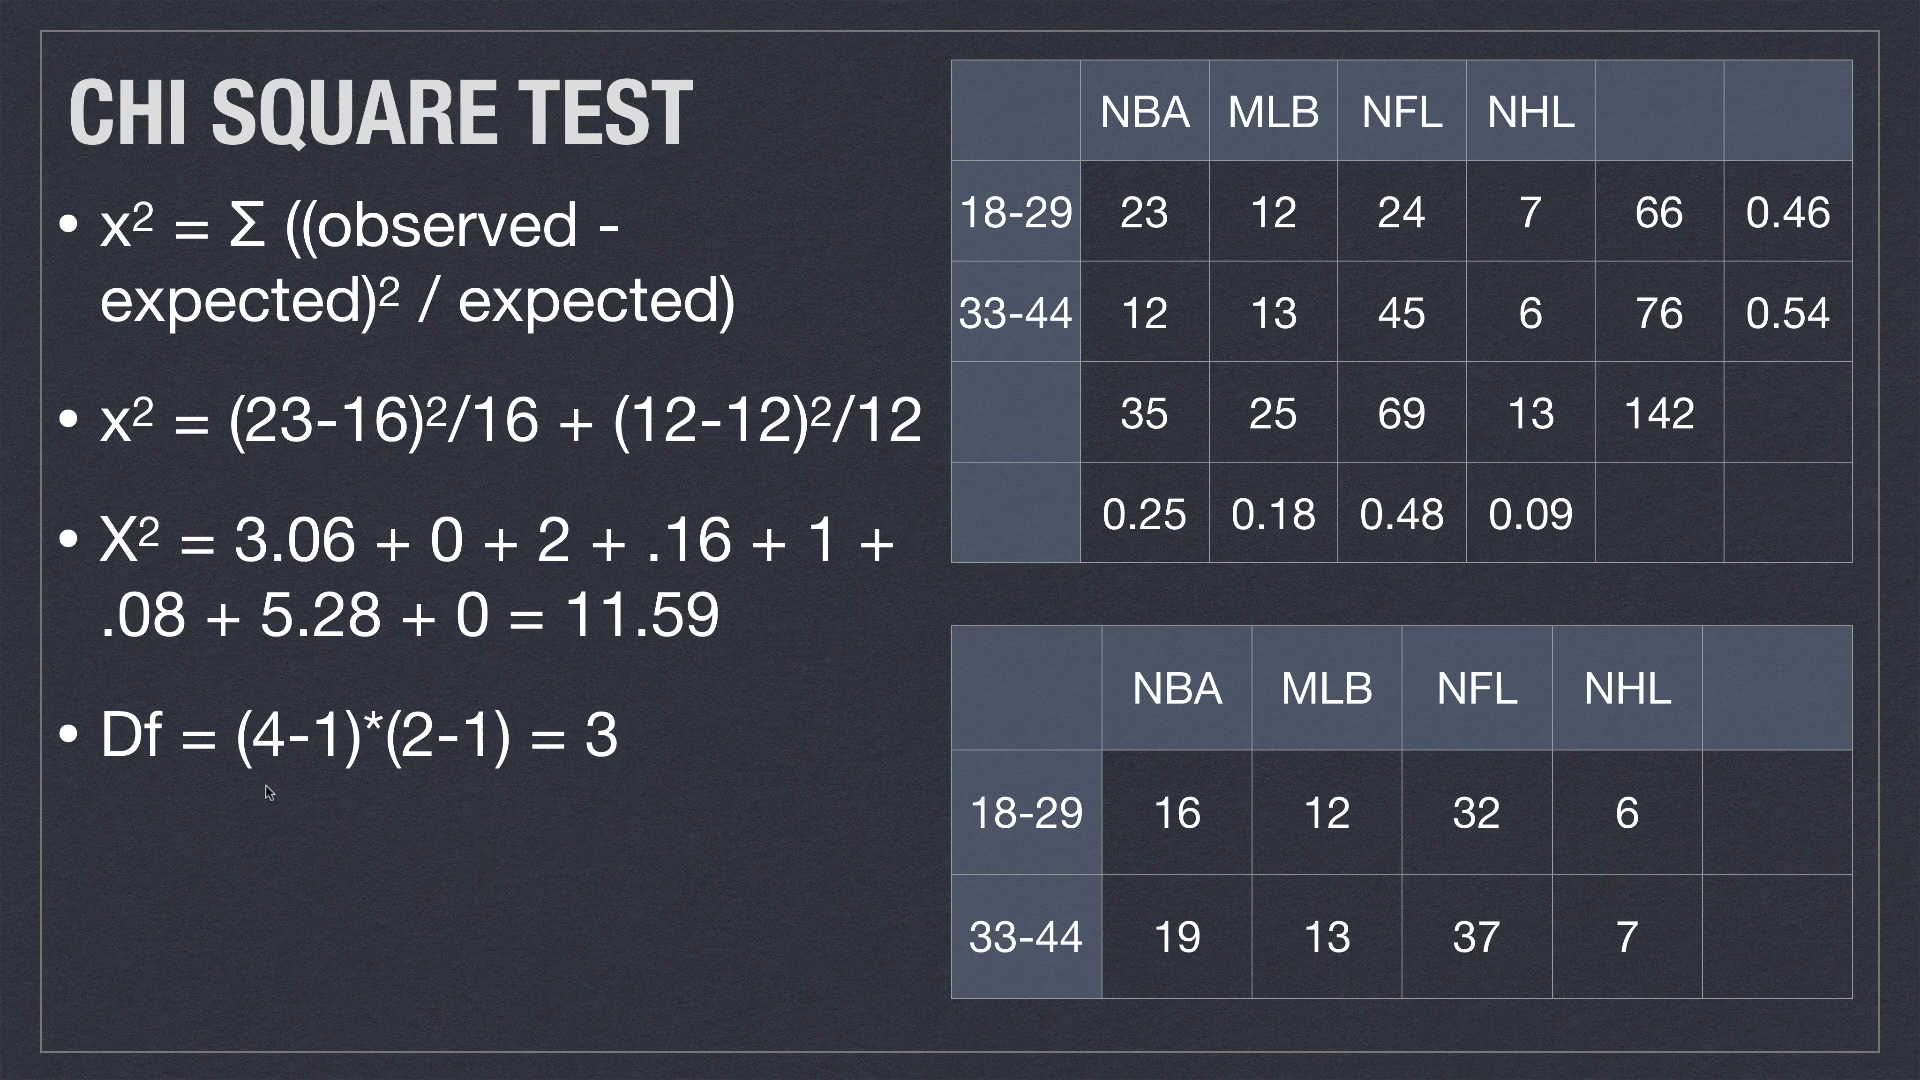 CHI SQUARE TEST
• x² = Σ ((observed -
expected)² / expected)
• x² = (23-16)²/16 + (12-12)²/12
• X² = 3.06 + 0 + 2 + .16 + 1 +
.08 + 5.28 + 0 = 11.59
• Df = (4-1)*(2-1) = 3
NBA MLB NFL NHL
18-29 23 12 24 7 66 0.46
33-44 12 13 45 6 76 0.54
35 25 69 13 142
0.25 0.18 0.48 0.09
NBA MLB NFL NHL
18-29 16 12 32 6
33-44 19 13 37 7